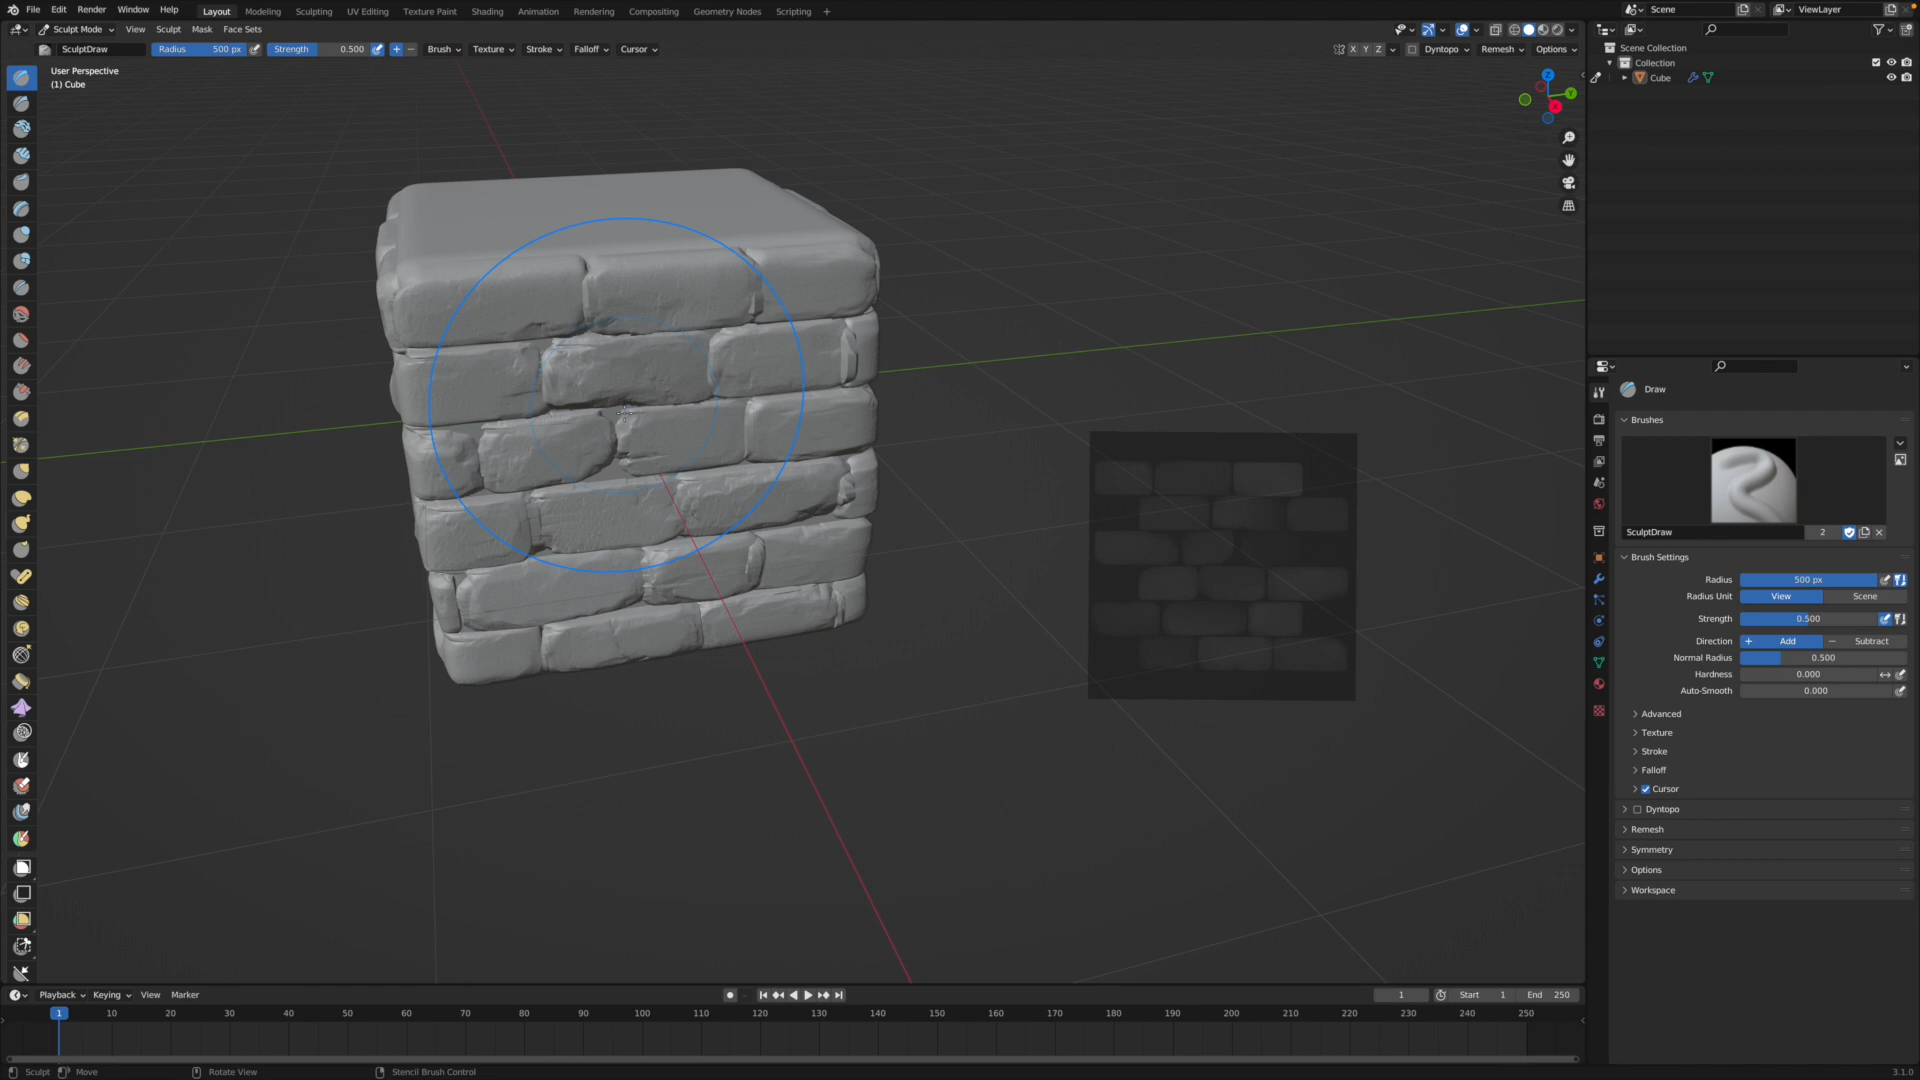 File Edit Render Window Help Layout Modeling Sculpting UV Editing Texture Paint Shading Animation Rendering Compositing Geometry Nodes Scripting + Scene ViewLayer
Sculpt Mode View Sculpt Mask Face Sets
SculptDraw Radius 500 px Strength 0.500 + − Brush Texture Stroke Falloff Cursor X Y Z Dyntopo Remesh Options
User Perspective
(1) Cube
Z
Y
X
Scene Collection
Collection
Cube
Draw
Brushes
SculptDraw 2
Brush Settings
Radius 500 px
Radius Unit View Scene
Strength 0.500
Direction + Add − Subtract
Normal Radius 0.500
Hardness 0.000
Auto-Smooth 0.000
Advanced
Texture
Stroke
Falloff
Cursor
Dyntopo
Remesh
Symmetry
Options
Workspace
Playback Keying View Marker 1 Start 1 End 250
1 10 20 30 40 50 60 70 80 90 100 110 120 130 140 150 160 170 180 190 200 210 220 230 240 250
Sculpt Move Rotate View Stencil Brush Control 3.1.0